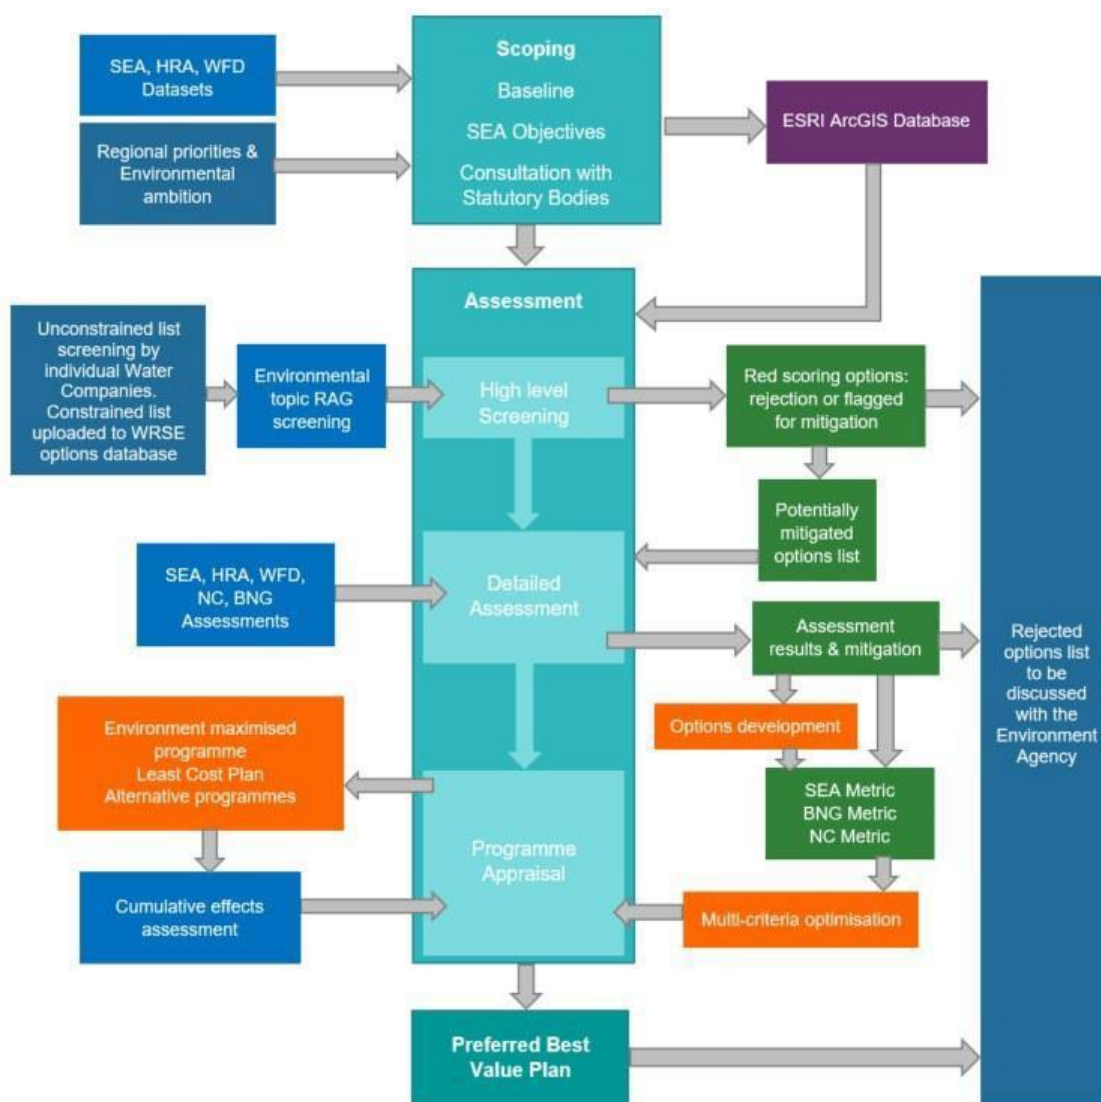 SEA, HRA, WFD
Datasets
Regional priorities &
Environmental
ambition
Scoping
Baseline
SEA Objectives
Consultation with
Statutory Bodies
ESRI ArcGIS Database
Assessment
Unconstrained list
screening by
individual Water
Companies.
Constrained list
uploaded to WRSE
options database
Environmental
topic RAG
screening
High level
Screening
Red scoring options:
rejection or flagged
for mitigation
Potentially
mitigated
options list
SEA, HRA, WFD,
NC, BNG
Assessments
Detailed
Assessment
Assessment
results & mitigation
Options development
SEA Metric
BNG Metric
NC Metric
Environment maximised
programme
Least Cost Plan
Alternative programmes
Programme
Appraisal
Cumulative effects
assessment
Multi-criteria optimisation
Preferred Best
Value Plan
Rejected
options list
to be
discussed
with the
Environment
Agency